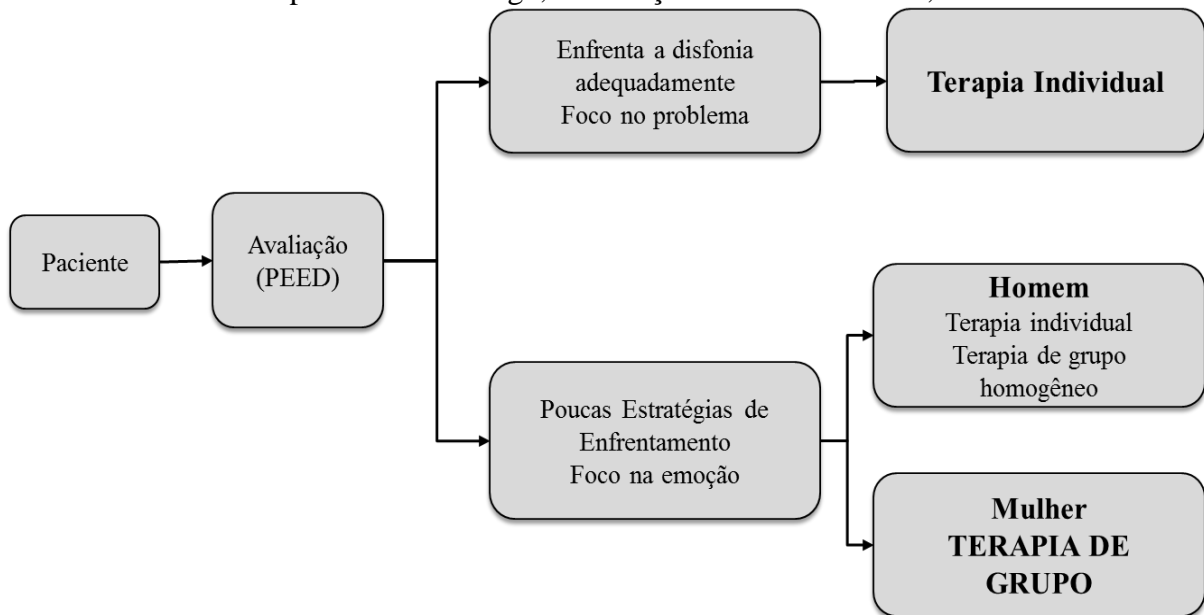 Paciente
Avaliação
(PEED)
Enfrenta a disfonia
adequadamente
Foco no problema
Terapia Individual
Poucas Estratégias de
Enfrentamento
Foco na emoção
Homem
Terapia individual
Terapia de grupo
homogêneo
Mulher
TERAPIA DE
GRUPO